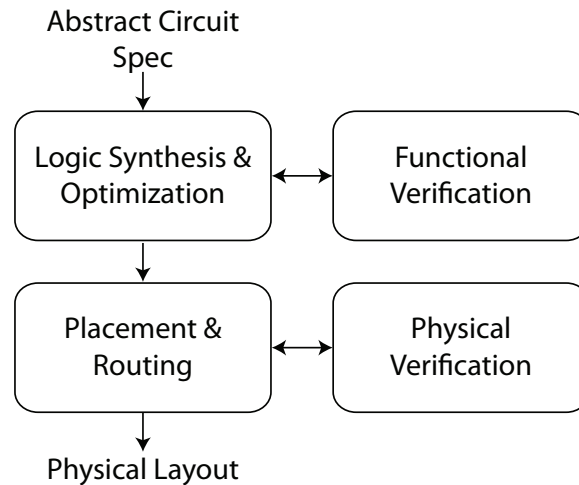 Abstract Circuit
Spec
Logic Synthesis &
Optimization
Functional
Verification
Placement &
Routing
Physical
Verification
Physical Layout